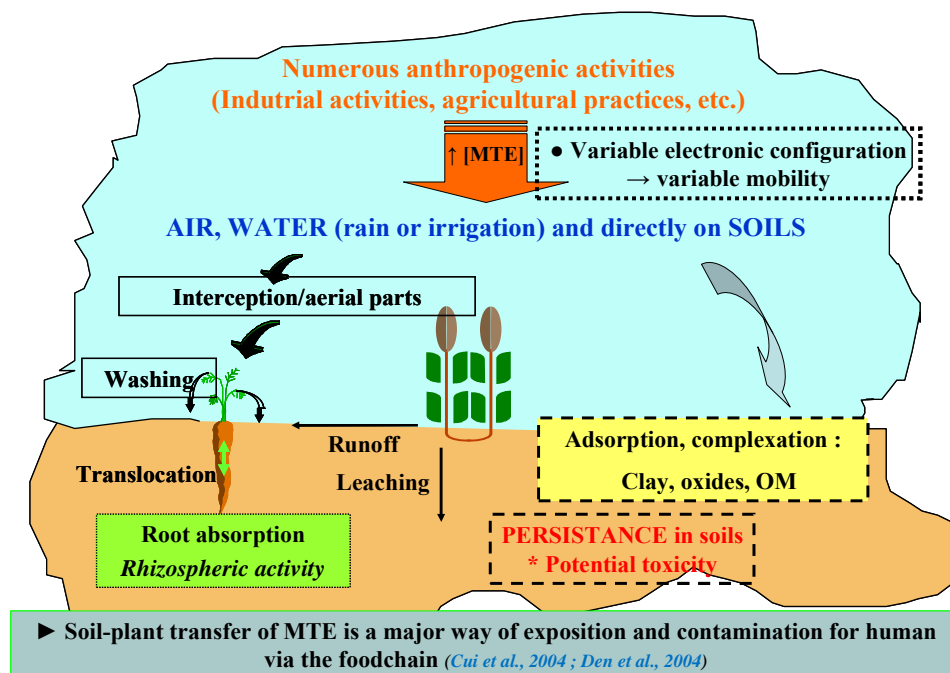 Numerous anthropogenic activities
(Indutrial activities, agricultural practices, etc.)
↑ [MTE]
● Variable electronic configuration
→ variable mobility
AIR, WATER (rain or irrigation) and directly on SOILS
Interception/aerial parts
Washing
Runoff
Leaching
Translocation
Adsorption, complexation :
Clay, oxides, OM
Root absorption
Rhizospheric activity
PERSISTANCE in soils
* Potential toxicity
► Soil-plant transfer of MTE is a major way of exposition and contamination for human
via the foodchain (Cui et al., 2004 ; Den et al., 2004)